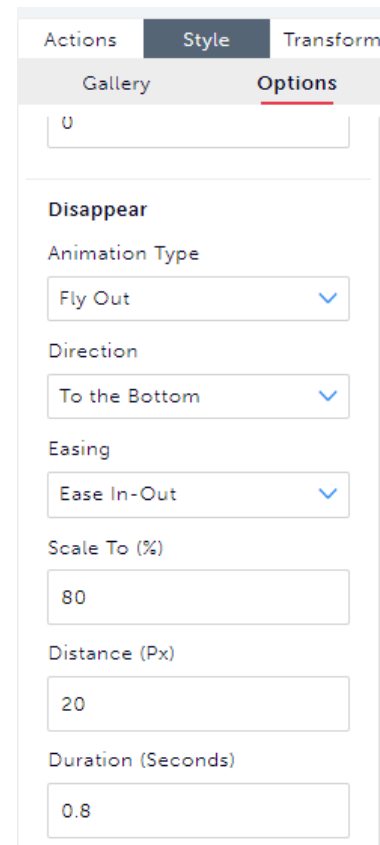 Actions Style Transform
Gallery Options
0
Disappear
Animation Type
Fly Out
Direction
To the Bottom
Easing
Ease In-Out
Scale To (%)
80
Distance (Px)
20
Duration (Seconds)
0.8